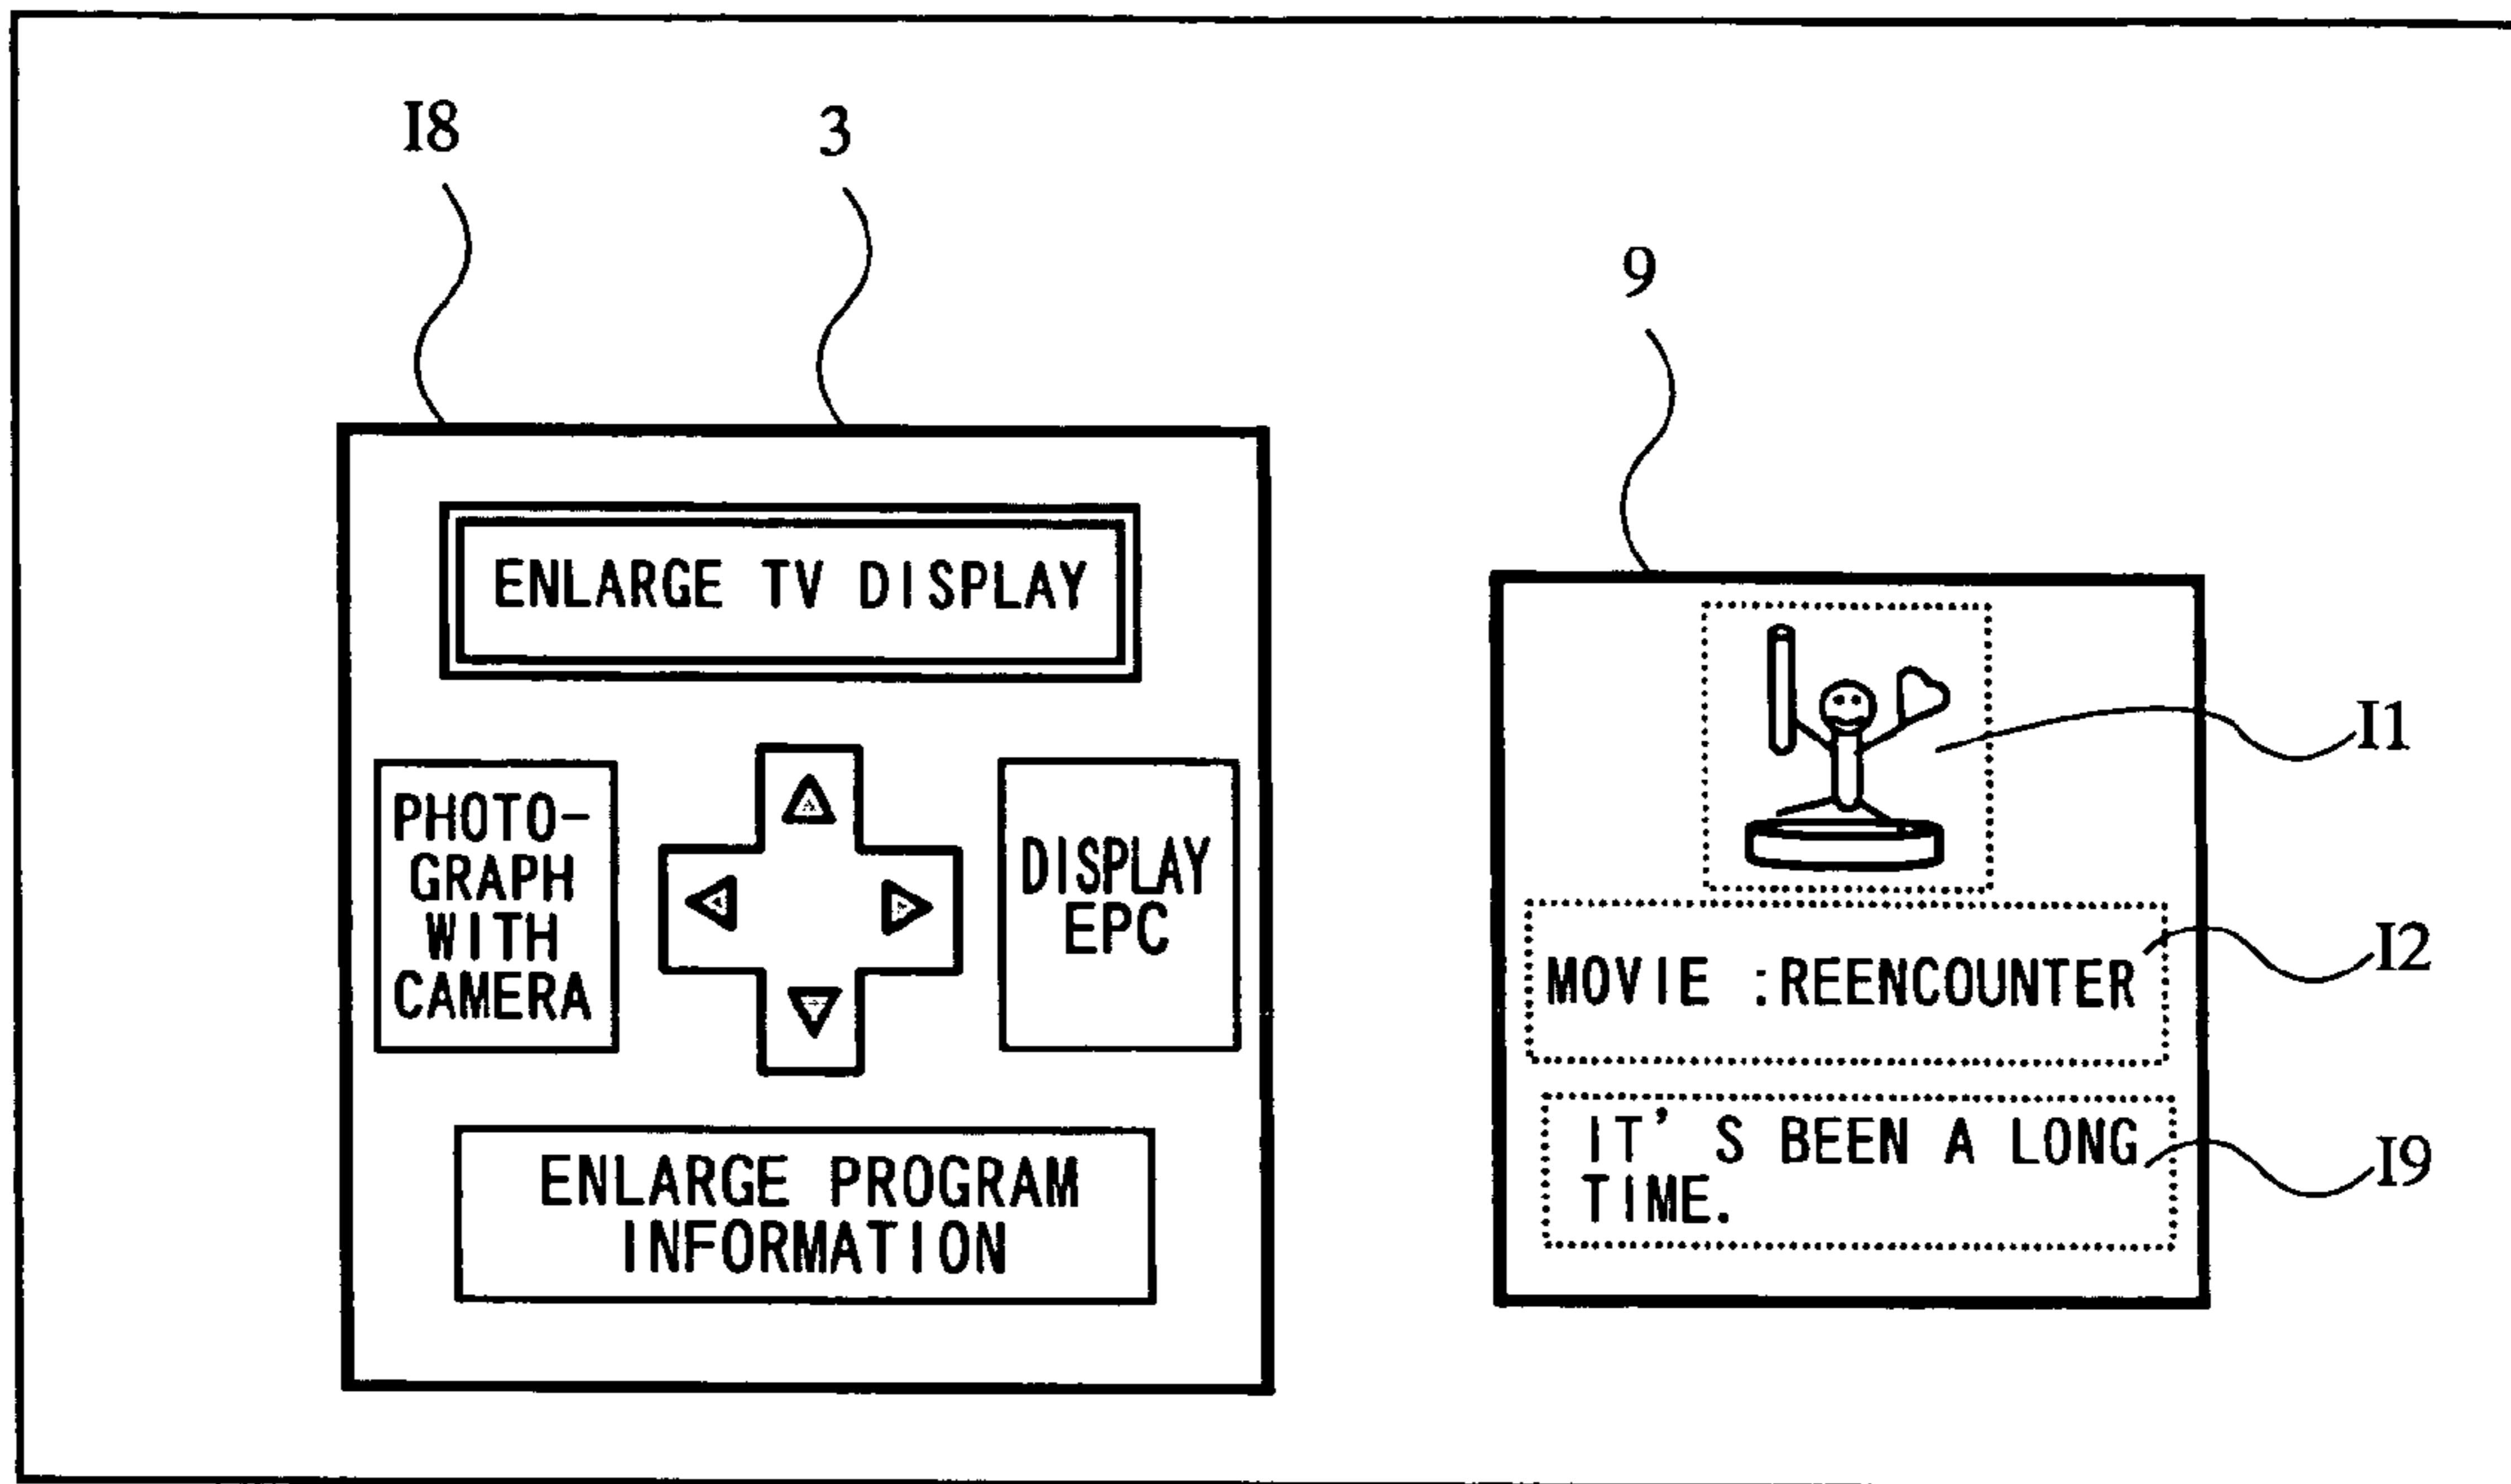 I8
3
9
ENLARGE TV DISPLAY
PHOTO-
GRAPH
WITH
CAMERA
DISPLAY
EPC
ENLARGE PROGRAM
INFORMATION
I1
MOVIE :REENCOUNTER
I2
IT'S BEEN A LONG
TIME.
I9